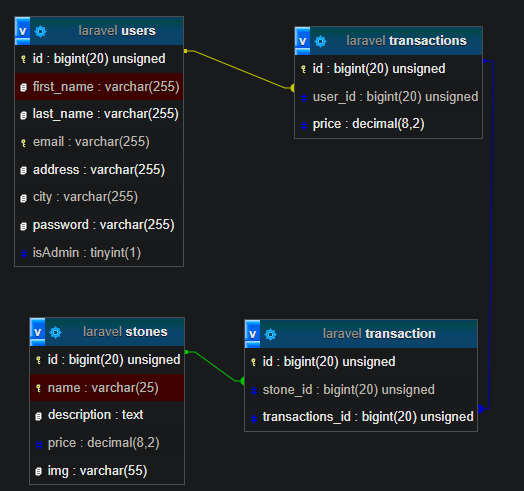 v laravel users
id : bigint(20) unsigned
first_name : varchar(255)
last_name : varchar(255)
email : varchar(255)
address : varchar(255)
city : varchar(255)
password : varchar(255)
isAdmin : tinyint(1)
v laravel transactions
id : bigint(20) unsigned
user_id : bigint(20) unsigned
price : decimal(8,2)
v laravel stones
id : bigint(20) unsigned
name : varchar(25)
description : text
price : decimal(8,2)
img : varchar(55)
v laravel transaction
id : bigint(20) unsigned
stone_id : bigint(20) unsigned
transactions_id : bigint(20) unsigned